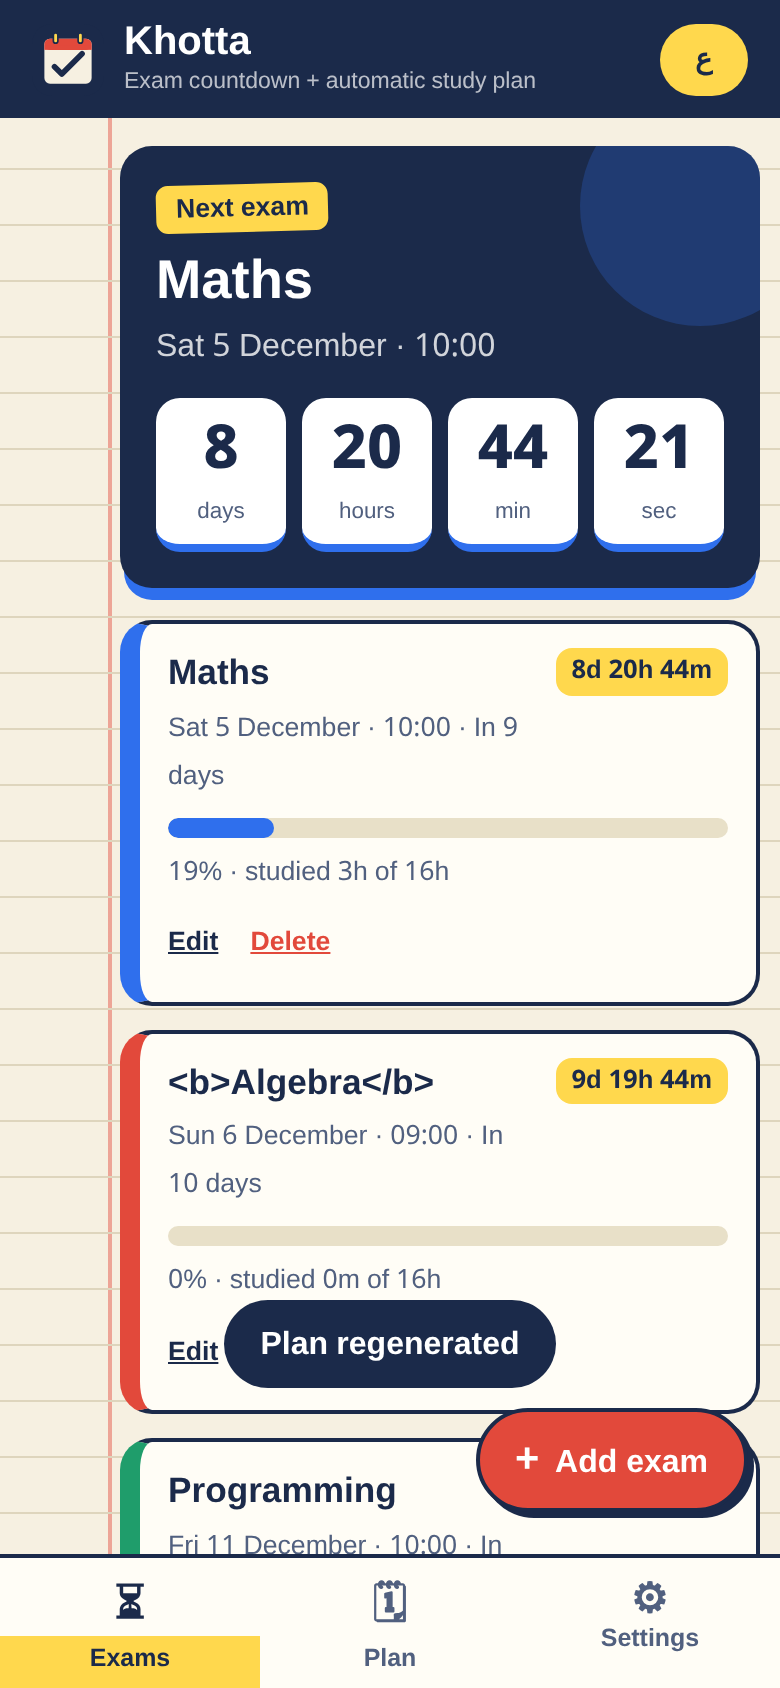 Khotta
Exam countdown + automatic study plan
ع
Next exam
Maths
Sat 5 December · 10:00
8
20
44
21
days
hours
min
sec
Maths
8d 20h 44m
Sat 5 December · 10:00 · In 9
days
19% · studied 3h of 16h
Edit
Delete
<b>Algebra</b>
9d 19h 44m
Sun 6 December · 09:00 · In
10 days
0% · studied 0m of 16h
Edit
Plan regenerated
+ Add exam
Programming
Fri 11 December · 10:00 · In
Exams
Plan
Settings